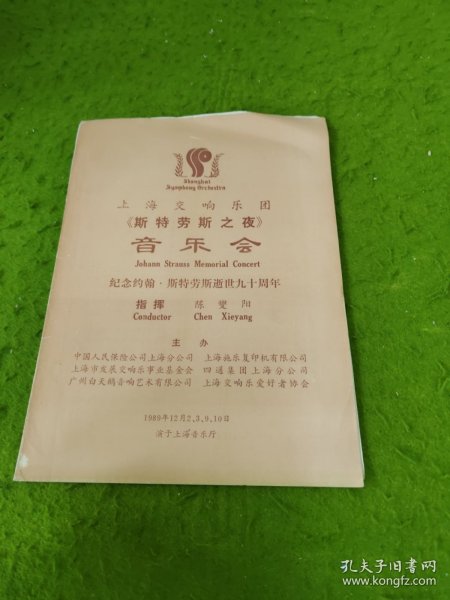 Shanghai
Symphony Orchestra
上海交响乐团
《斯特劳斯之夜》
音乐会
Johann Strauss Memorial Concert
纪念约翰·斯特劳斯逝世九十周年
指挥 陈燮阳
Conductor Chen Xieyang
主办
中国人民保险公司上海分公司 上海施乐复印机有限公司
上海市发展交响乐事业基金会 四通集团上海分公司
广州白天鹅音响艺术有限公司 上海交响乐爱好者协会
1989年12月2、3、9、10日
演于上海音乐厅
孔夫子旧书网
www.kongfz.com